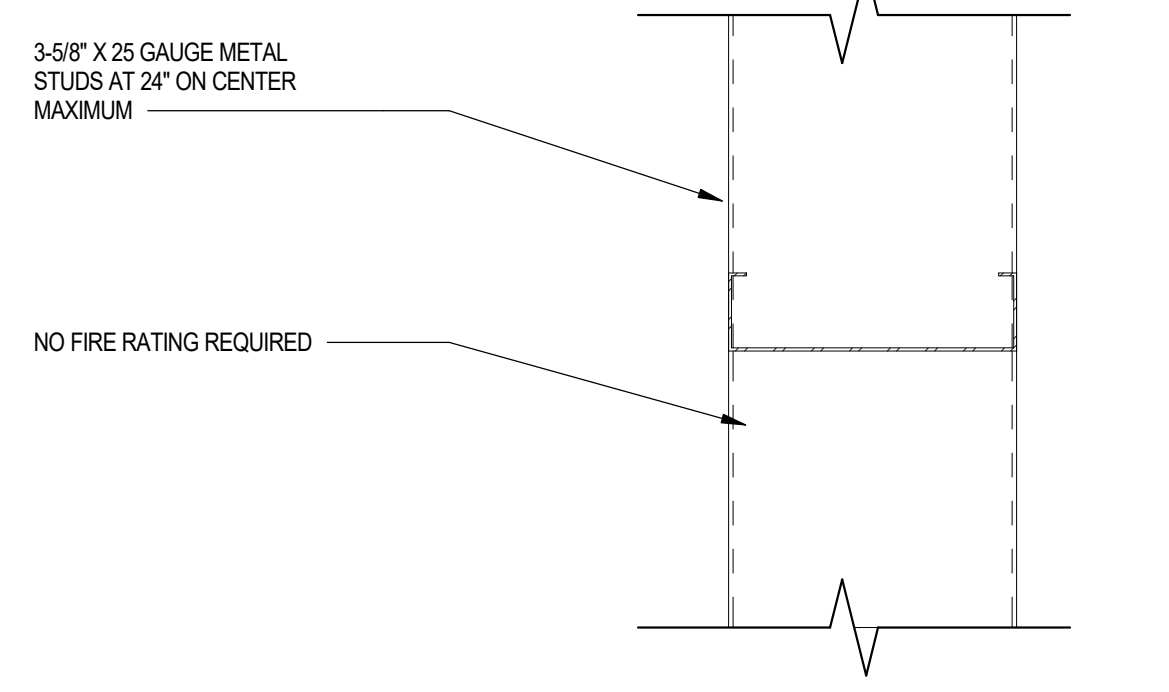 3-5/8" X 25 GAUGE METAL
STUDS AT 24" ON CENTER
MAXIMUM
NO FIRE RATING REQUIRED